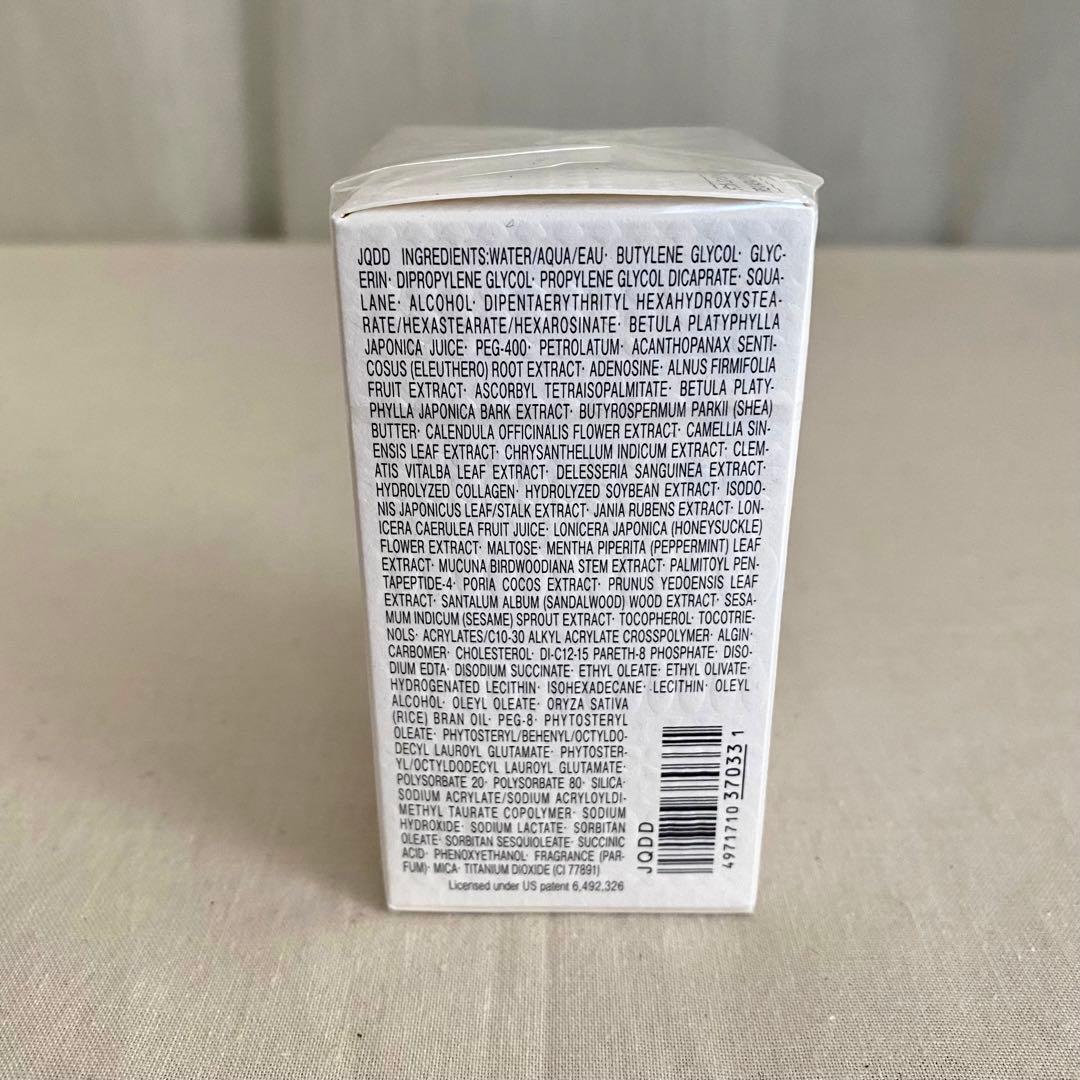 JQDD INGREDIENTS:WATER/AQUA/EAU· BUTYLENE GLYCOL· GLYC-
ERIN· DIPROPYLENE GLYCOL· PROPYLENE GLYCOL DICAPRATE· SQUA-
LANE· ALCOHOL· DIPENTAERYTHRITYL HEXAHYDROXYSTEA-
RATE/HEXASTEARATE/HEXAROSINATE· BETULA PLATYPHYLLA
JAPONICA JUICE· PEG-400· PETROLATUM· ACANTHOPANAX SENTI-
COSUS (ELEUTHERO) ROOT EXTRACT· ADENOSINE· ALNUS FIRMIFOLIA
FRUIT EXTRACT· ASCORBYL TETRAISOPALMITATE· BETULA PLATY-
PHYLLA JAPONICA BARK EXTRACT· BUTYROSPERMUM PARKII (SHEA)
BUTTER· CALENDULA OFFICINALIS FLOWER EXTRACT· CAMELLIA SIN-
ENSIS LEAF EXTRACT· CHRYSANTHELLUM INDICUM EXTRACT· CLEM-
ATIS VITALBA LEAF EXTRACT· DELESSERIA SANGUINEA EXTRACT·
HYDROLYZED COLLAGEN· HYDROLYZED SOYBEAN EXTRACT· ISODO-
NIS JAPONICUS LEAF/STALK EXTRACT· JANIA RUBENS EXTRACT· LON-
ICERA CAERULEA FRUIT JUICE· LONICERA JAPONICA (HONEYSUCKLE)
FLOWER EXTRACT· MALTOSE· MENTHA PIPERITA (PEPPERMINT) LEAF
EXTRACT· MUCUNA BIRDWOODIANA STEM EXTRACT· PALMITOYL PEN-
TAPEPTIDE-4· PORIA COCOS EXTRACT· PRUNUS YEDOENSIS LEAF
EXTRACT· SANTALUM ALBUM (SANDALWOOD) WOOD EXTRACT· SESA-
MUM INDICUM (SESAME) SPROUT EXTRACT· TOCOPHEROL· TOCOTRIE-
NOLS· ACRYLATES/C10-30 ALKYL ACRYLATE CROSSPOLYMER· ALGIN·
CARBOMER· CHOLESTEROL· DI-C12-15 PARETH-8 PHOSPHATE· DISO-
DIUM EDTA· DISODIUM SUCCINATE· ETHYL OLEATE· ETHYL OLIVATE·
HYDROGENATED LECITHIN· ISOHEXADECANE· LECITHIN· OLEYL
ALCOHOL· OLEYL OLEATE· ORYZA SATIVA
(RICE) BRAN OIL· PEG-8· PHYTOSTERYL
OLEATE· PHYTOSTERYL/BEHENYL/OCTYLDO-
DECYL LAUROYL GLUTAMATE· PHYTOSTER-
YL/OCTYLDODECYL LAUROYL GLUTAMATE·
POLYSORBATE 20· POLYSORBATE 80· SILICA·
SODIUM ACRYLATE/SODIUM ACRYLOYLDI-
METHYL TAURATE COPOLYMER· SODIUM
HYDROXIDE· SODIUM LACTATE· SORBITAN
OLEATE· SORBITAN SESQUIOLEATE· SUCCINIC
ACID· PHENOXYETHANOL· FRAGRANCE (PAR-
FUM)· MICA· TITANIUM DIOXIDE (CI 77891)
Licensed under US patent 6,492,326
JQDD
4971710 370331